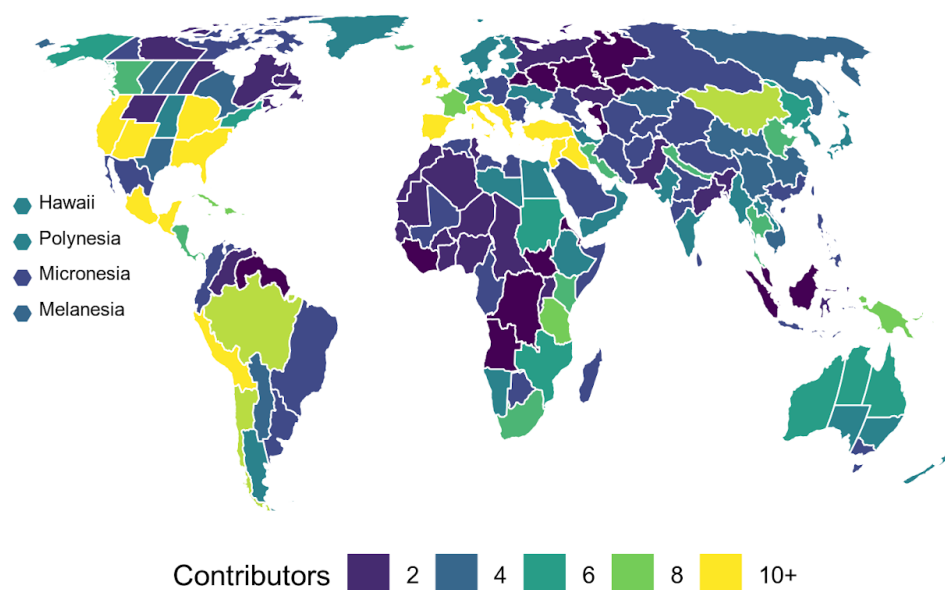 Hawaii
Polynesia
Micronesia
Melanesia
Contributors 2 4 6 8 10+